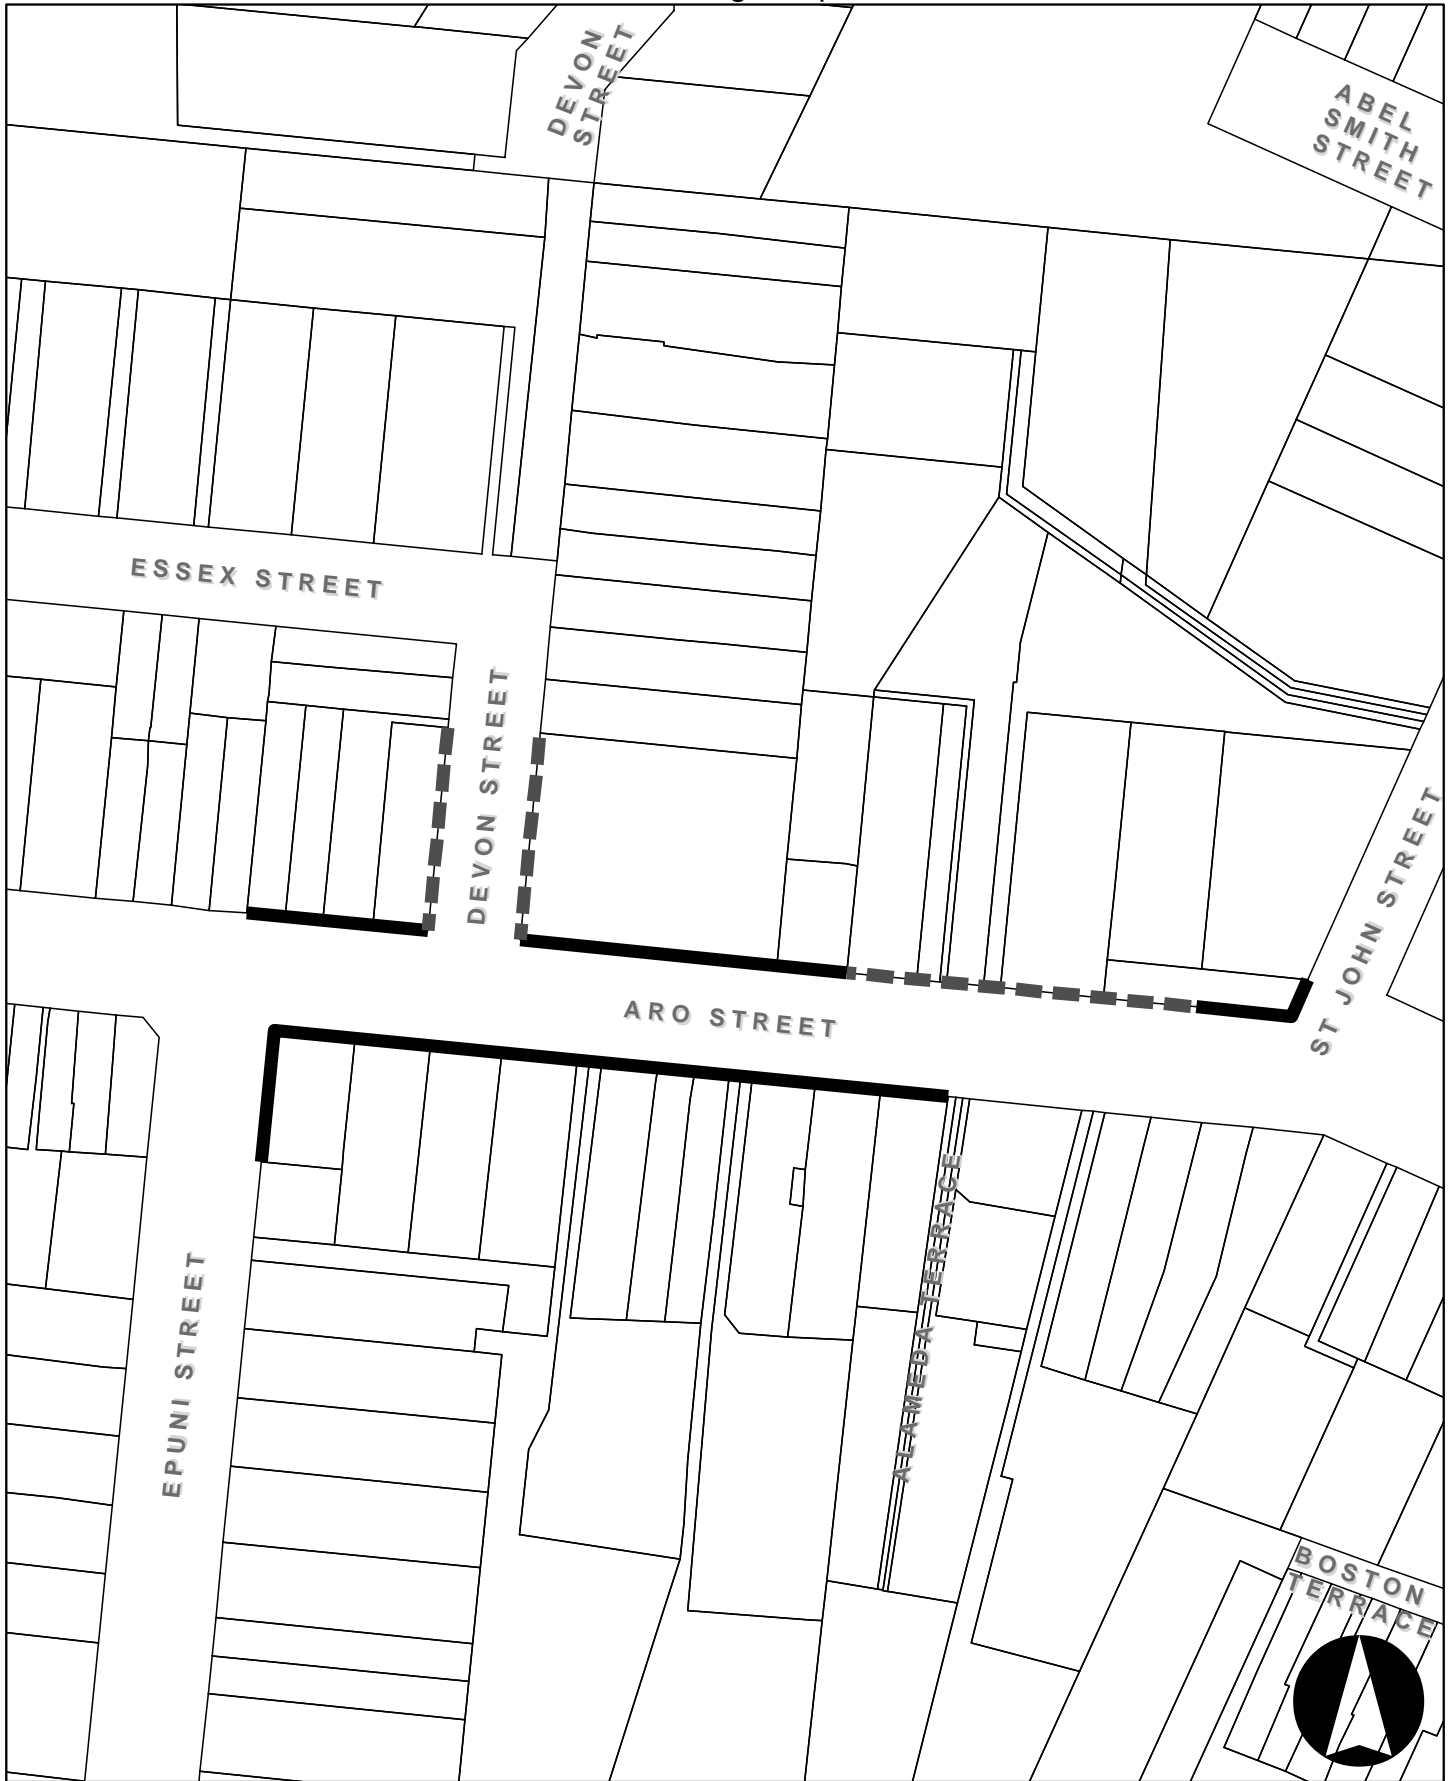 DEVON
STREET
ABEL
SMITH
STREET
ESSEX STREET
DEVON STREET
ST JOHN STREET
ARO STREET
ALAMEDA TERRACE
EPUNI STREET
BOSTON
TERRACE